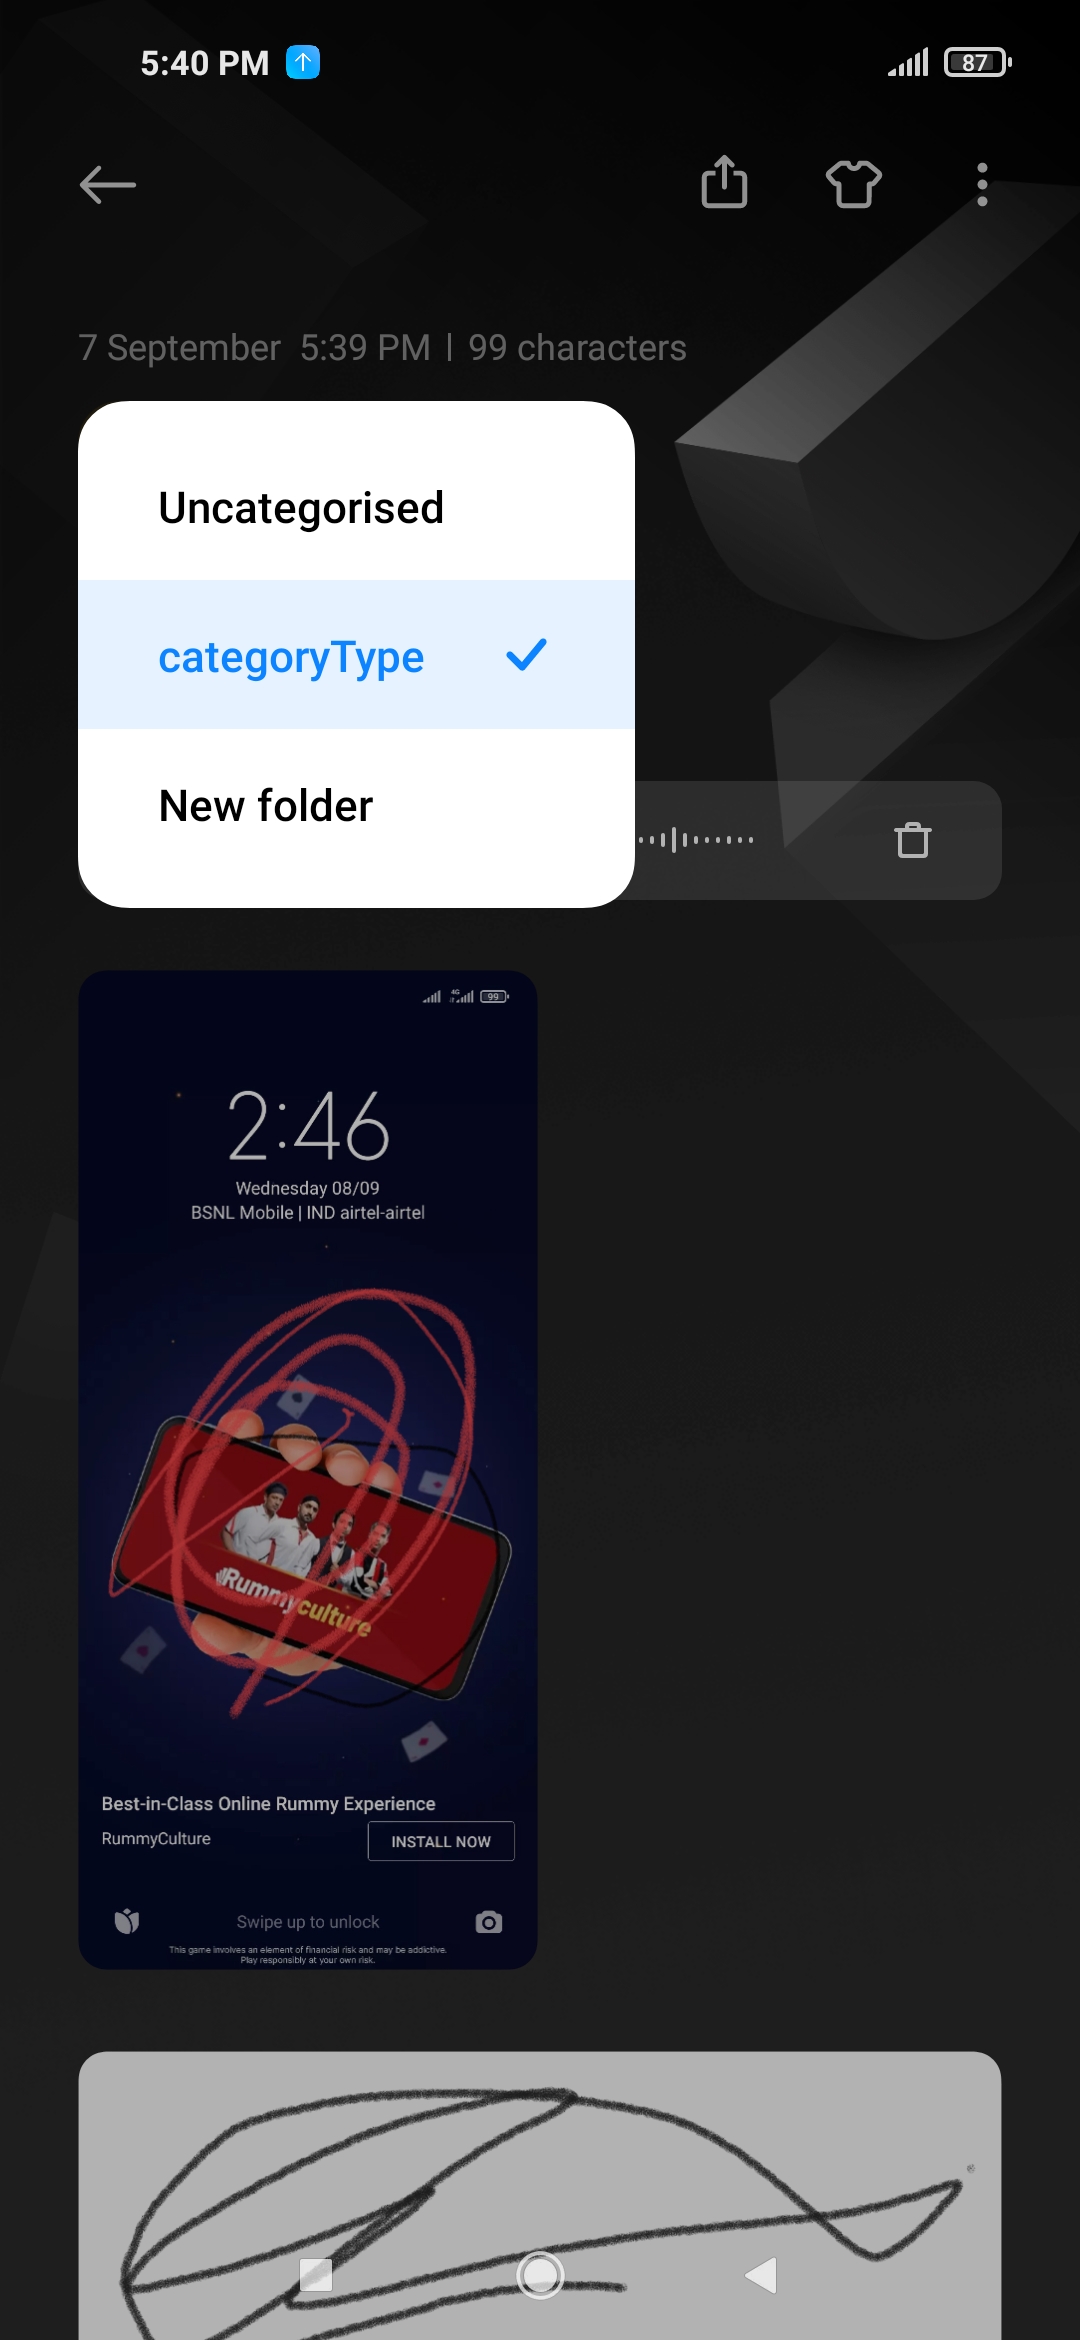 5:40 PM
87
7 September 5:39 PM | 99 characters
Uncategorised
categoryType
New folder
4G
99
2:46
Wednesday 08/09
BSNL Mobile | IND airtel-airtel
Rummyculture
Best-in-Class Online Rummy Experience
RummyCulture
INSTALL NOW
Swipe up to unlock
This game involves an element of financial risk and may be addictive.
Play responsibly at your own risk.